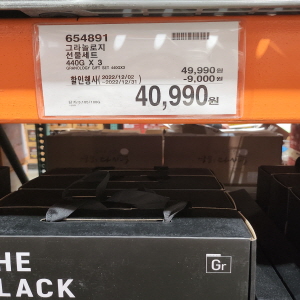 654891
그라놀로지
선물세트
440G X 3
GRANOLOGY GIFT SET 440GX3
49,990원
할인행사(2022/12/02
~2022/12/31)
-9,000원
40,990원
THE
BLACK
Gr